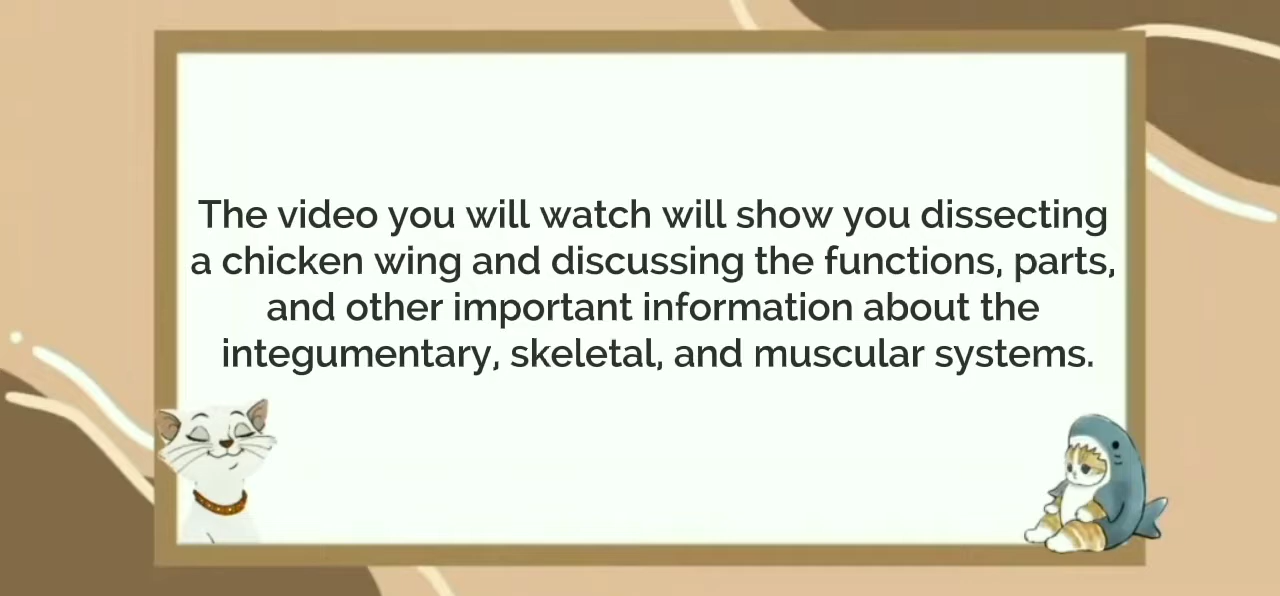 The video you will watch will show you dissecting
a chicken wing and discussing the functions, parts,
and other important information about the
integumentary, skeletal, and muscular systems.